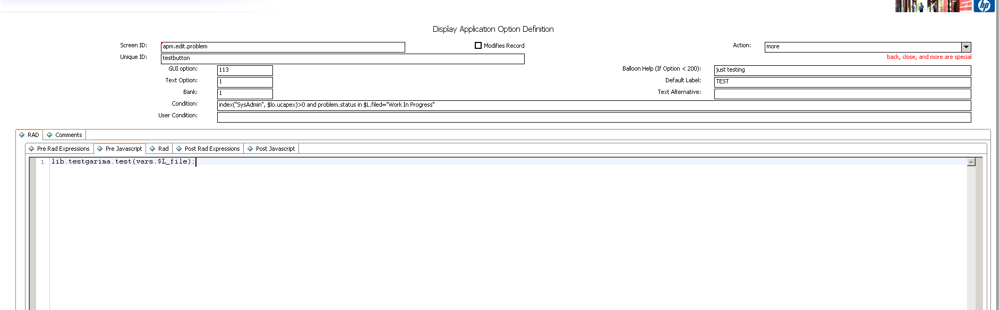 hp
Display Application Option Definition
Screen ID: apm.edit.problem Modifies Record Action: more
Unique ID: testbutton back, close, and more are special
GUI option: 113 Balloon Help (If Option < 200): just testing
Text Option: 1 Default Label: TEST
Bank: 1 Text Alternative:
Condition: index("SysAdmin", $lo.ucapex)>0 and problem.status in $L.filed="Work In Progress"
User Condition:
RAD Comments
Pre Rad Expressions Pre Javascript Rad Post Rad Expressions Post Javascript
1 lib.testgarima.test(vars.$L_file);